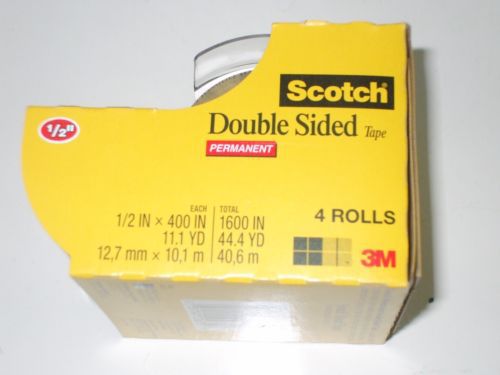 Scotch
Double Sided Tape
PERMANENT
1/2"
EACH TOTAL
1/2 IN × 400 IN 1600 IN
11.1 YD 44.4 YD
12,7 mm × 10,1 m 40,6 m
4 ROLLS
3M